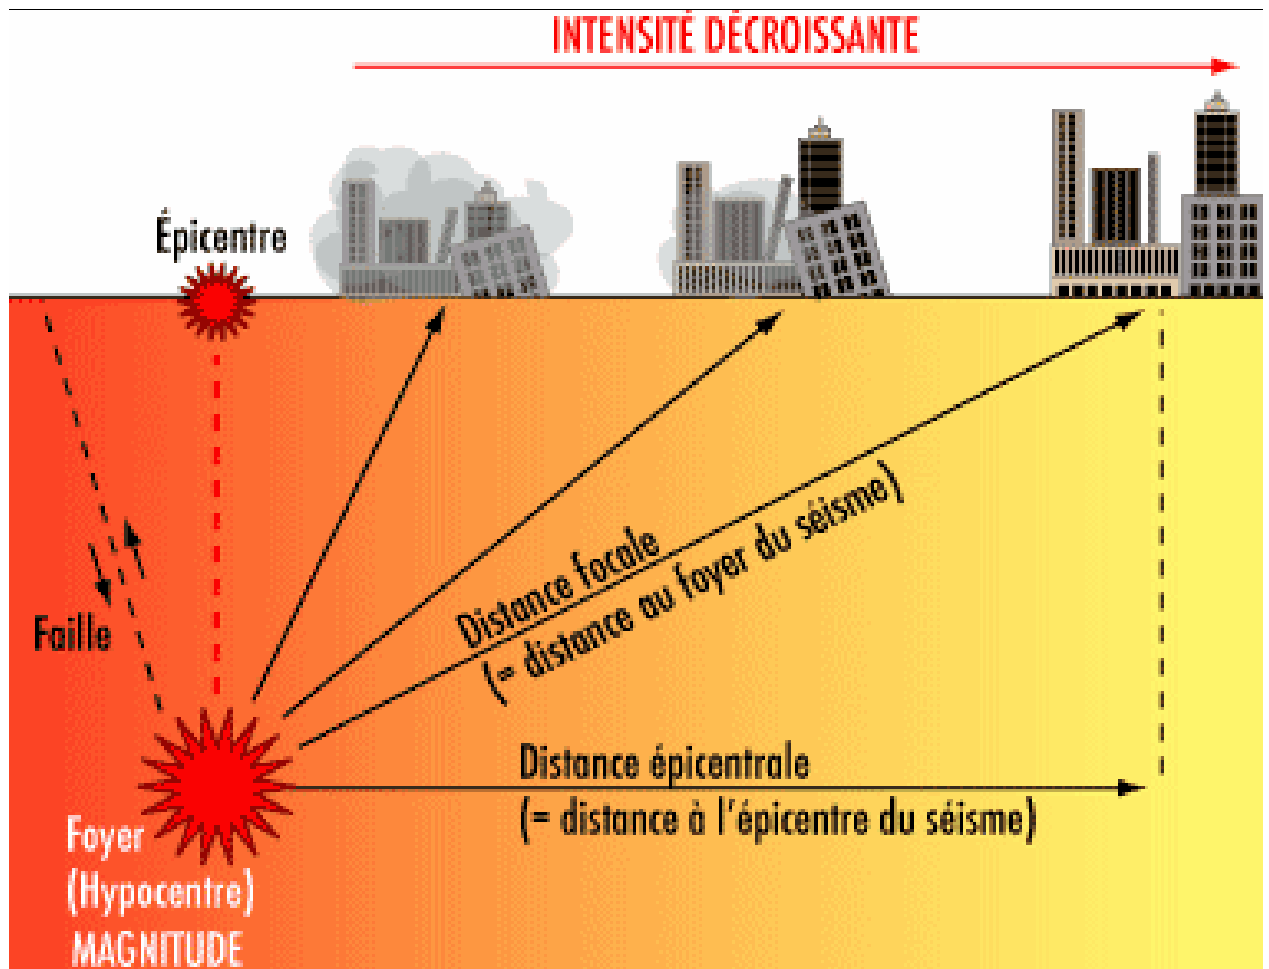 INTENSITÉ DÉCROISSANTE
Épicentre
Faille
Distance focale
(= distance au foyer du séisme)
Distance épicentrale
(= distance à l'épicentre du séisme)
Foyer
(Hypocentre)
MAGNITUDE